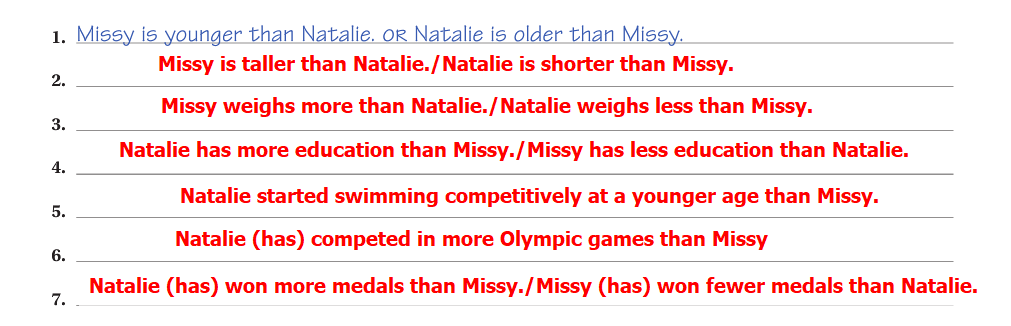 1. Missy is younger than Natalie. OR Natalie is older than Missy.
2. Missy is taller than Natalie./Natalie is shorter than Missy.
3. Missy weighs more than Natalie./Natalie weighs less than Missy.
4. Natalie has more education than Missy./Missy has less education than Natalie.
5. Natalie started swimming competitively at a younger age than Missy.
6. Natalie (has) competed in more Olympic games than Missy
7. Natalie (has) won more medals than Missy./Missy (has) won fewer medals than Natalie.